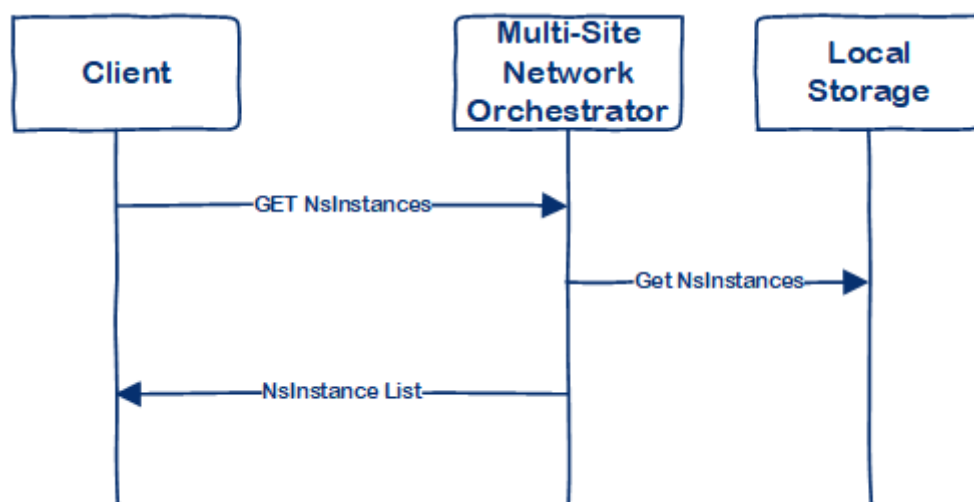 Client
Multi-Site
Network
Orchestrator
Local
Storage
GET NsInstances
Get NsInstances
NsInstance List